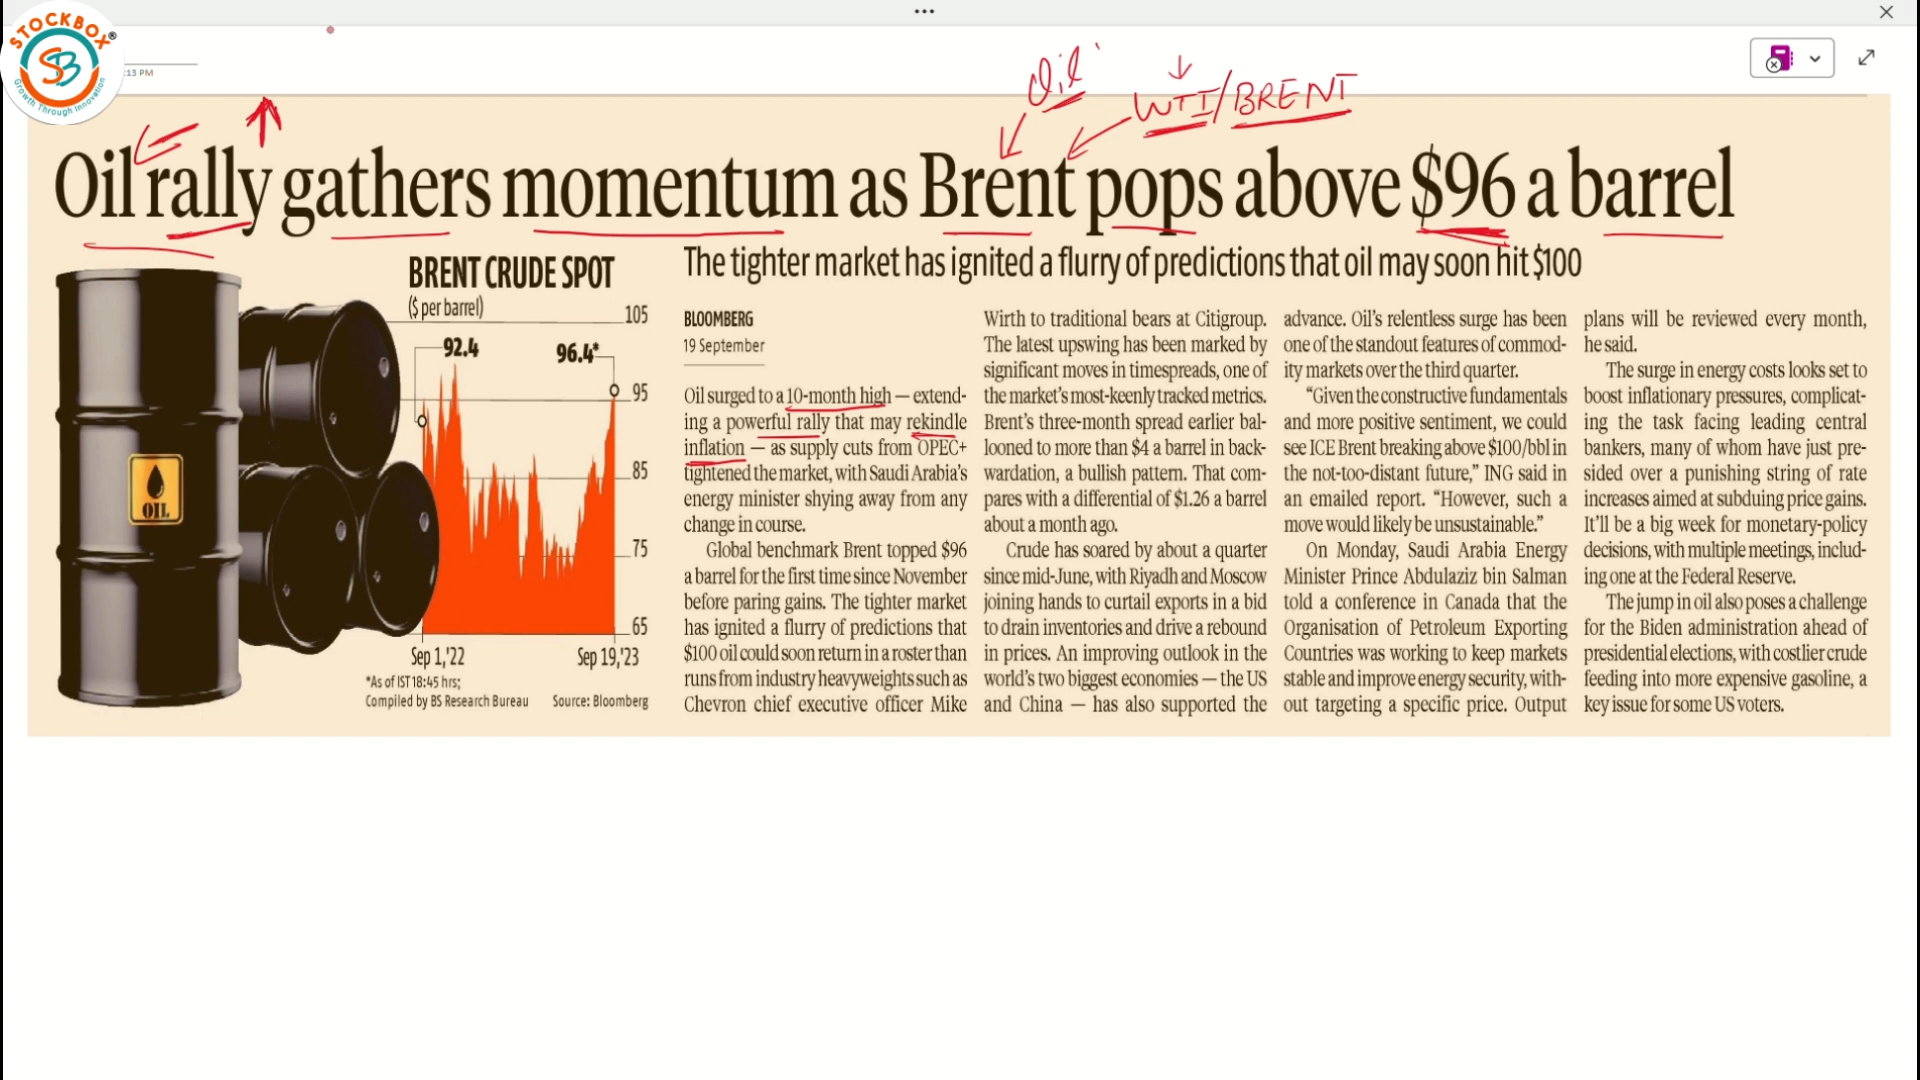 STOCKBOX®
SB
Growth Through Innovation
:13 PM
Oil
WTI/BRENT
Oil rally gathers momentum as Brent pops above $96 a barrel
The tighter market has ignited a flurry of predictions that oil may soon hit $100
OIL
BRENT CRUDE SPOT
($ per barrel)
105
92.4
96.4*
95
85
75
65
Sep 1,'22
Sep 19,'23
*As of IST 18:45 hrs;
Compiled by BS Research Bureau
Source: Bloomberg
BLOOMBERG
19 September
Oil surged to a 10-month high — extend-
ing a powerful rally that may rekindle
inflation — as supply cuts from OPEC+
tightened the market, with Saudi Arabia's
energy minister shying away from any
change in course.
Global benchmark Brent topped $96
a barrel for the first time since November
before paring gains. The tighter market
has ignited a flurry of predictions that
$100 oil could soon return in a roster than
runs from industry heavyweights such as
Chevron chief executive officer Mike
Wirth to traditional bears at Citigroup.
The latest upswing has been marked by
significant moves in timespreads, one of
the market's most-keenly tracked metrics.
Brent's three-month spread earlier bal-
looned to more than $4 a barrel in back-
wardation, a bullish pattern. That com-
pares with a differential of $1.26 a barrel
about a month ago.
Crude has soared by about a quarter
since mid-June, with Riyadh and Moscow
joining hands to curtail exports in a bid
to drain inventories and drive a rebound
in prices. An improving outlook in the
world's two biggest economies — the US
and China — has also supported the
advance. Oil's relentless surge has been
one of the standout features of commod-
ity markets over the third quarter.
"Given the constructive fundamentals
and more positive sentiment, we could
see ICE Brent breaking above $100/bbl in
the not-too-distant future," ING said in
an emailed report. "However, such a
move would likely be unsustainable."
On Monday, Saudi Arabia Energy
Minister Prince Abdulaziz bin Salman
told a conference in Canada that the
Organisation of Petroleum Exporting
Countries was working to keep markets
stable and improve energy security, with-
out targeting a specific price. Output
plans will be reviewed every month,
he said.
The surge in energy costs looks set to
boost inflationary pressures, complicat-
ing the task facing leading central
bankers, many of whom have just pre-
sided over a punishing string of rate
increases aimed at subduing price gains.
It'll be a big week for monetary-policy
decisions, with multiple meetings, includ-
ing one at the Federal Reserve.
The jump in oil also poses a challenge
for the Biden administration ahead of
presidential elections, with costlier crude
feeding into more expensive gasoline, a
key issue for some US voters.